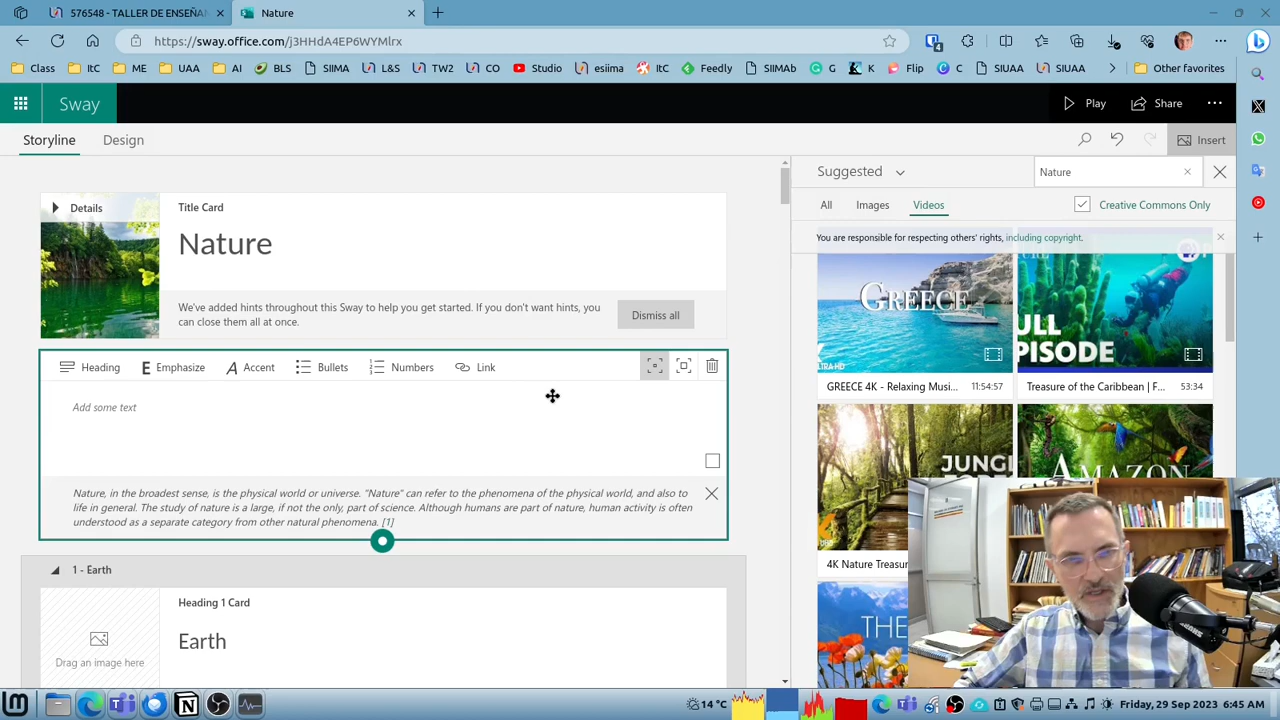 576548 - TALLER DE ENSEÑAN
Nature
https://sway.office.com/j3HHdA4EP6WYMlrx
4
Class
ItC
ME
UAA
AI
BLS
SIIMA
L&S
TW2
CO
Studio
esiima
ItC
Feedly
SIIMAb
G
K
Flip
C
SIUAA
SIUAA
Other favorites
Sway
Play
Share
Storyline
Design
Insert
Suggested
Nature
All
Images
Videos
Creative Commons Only
You are responsible for respecting others' rights, including copyright.
Details
Title Card
Nature
We've added hints throughout this Sway to help you get started. If you don't want hints, you
can close them all at once.
Dismiss all
GREECE
ULL
EPISODE
GREECE 4K - Relaxing Musi...
11:54:57
Treasure of the Caribbean | F...
53:34
Heading
Emphasize
Accent
Bullets
Numbers
Link
Add some text
Nature, in the broadest sense, is the physical world or universe. "Nature" can refer to the phenomena of the physical world, and also to
life in general. The study of nature is a large, if not the only, part of science. Although humans are part of nature, human activity is often
understood as a separate category from other natural phenomena. [1]
JUNG
AMAZON
4K Nature Treasur
THE
1 - Earth
Heading 1 Card
Earth
Drag an image here
14 °C
Friday, 29 Sep 2023
6:45 AM